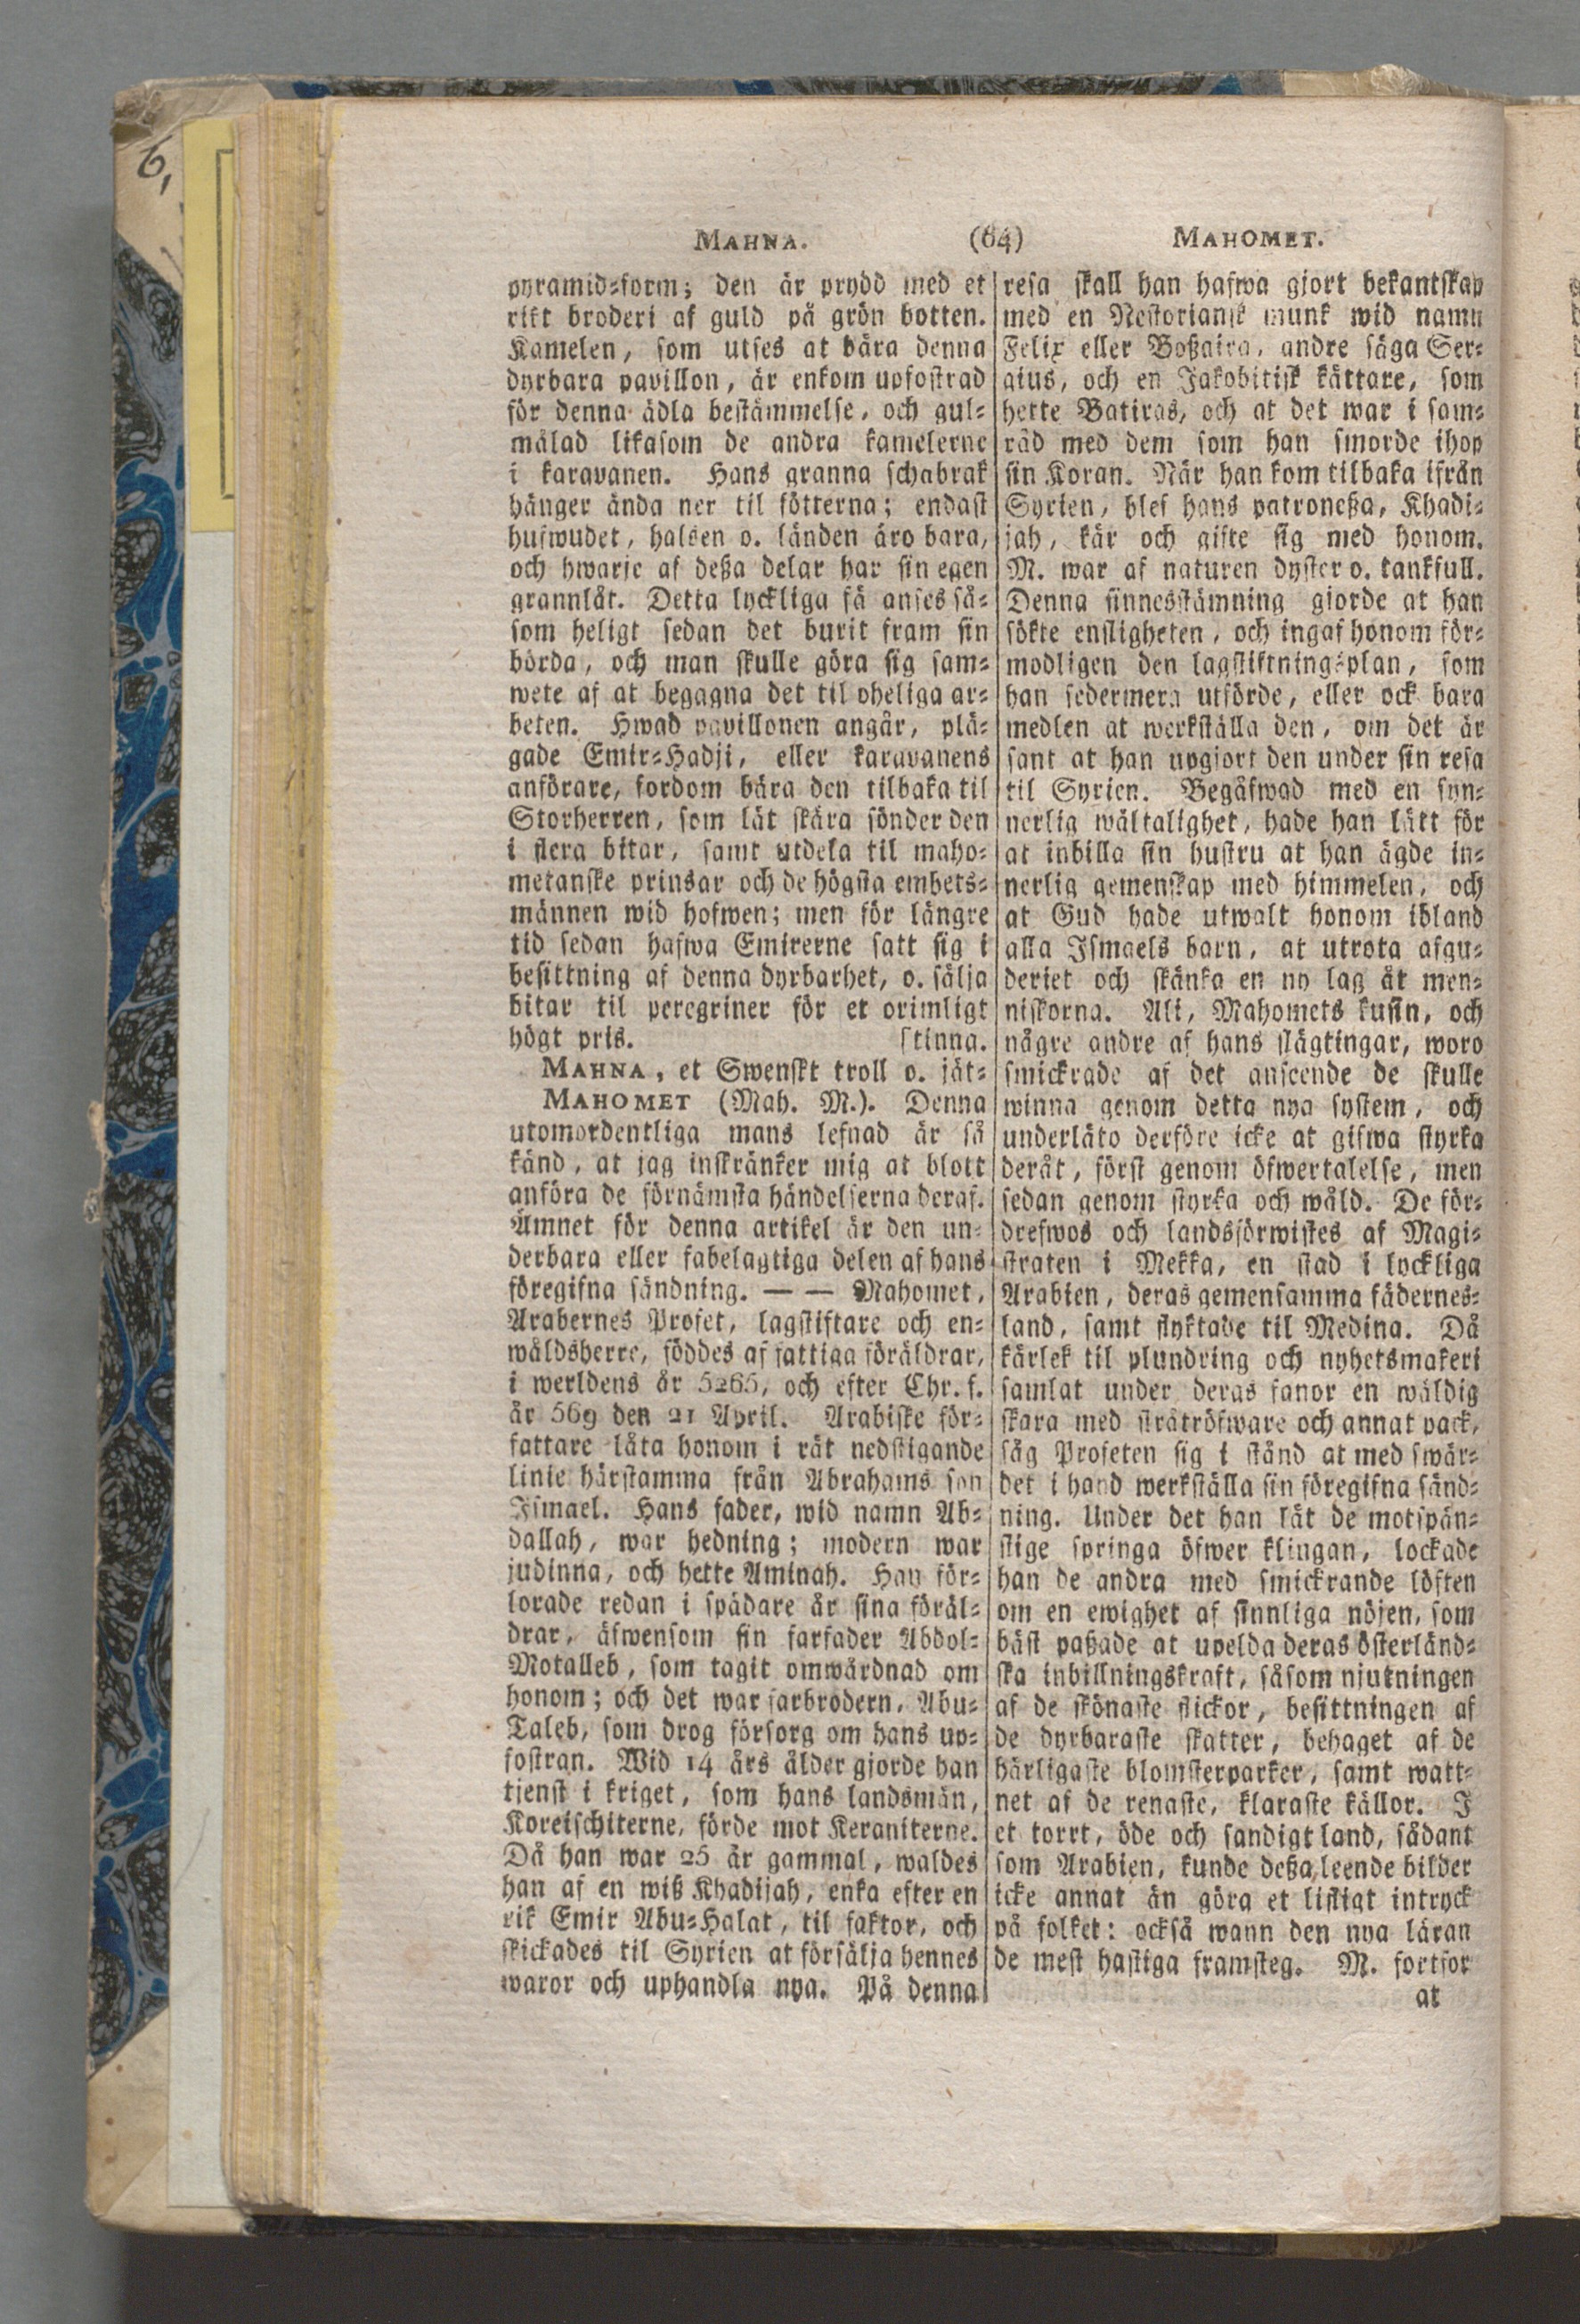 6,
MAHNA. (64) MAHOMET.
pyramid=form; den är prydd med et
rikt broderi af guld på grön botten.
Kamelen, som utses at bära denna
dyrbara pavillon, är enkom upfostrad
för denna ädla bestämmelse, och gul=
målad likasom de andra kamelerne
i karavanen. Hans granna schabrak
hänger ända ner til fötterna; endast
hufwudet, halsen o. länden äro bara,
och hwarje af deßa delar har sin egen
grannlåt. Detta lyckliga få anses så=
som heligt sedan det burit fram sin
börda, och man skulle göra sig sam=
wete af at begagna det til oheliga ar=
beten. Hwad pavillonen angår, plä=
gade Emir=Hadji, eller karavanens
anförare, fordom bära den tilbaka til
Storherren, som lät skära sönder den
i flera bitar, samt utdela til maho=
metanske prinsar och de högsta embets=
männen wid hofwen; men för längre
tid sedan hafwa Emirerne satt sig i
besittning af denna dyrbarhet, o. sälja
bitar til peregriner för et orimligt
högt pris. [stinna.
MAHNA, et Swenskt troll o. jät=
MAHOMET (Mah. M.). Denna
utomordentliga mans lefnad är så
känd, at jag inskränker mig at blott
anföra de förnämsta händelserna deraf.
Ämnet för denna artikel är den un=
derbara eller fabelagtiga delen af hans
föregifna sändning. — — Mahomet,
Arabernes Profet, lagstiftare och en=
wåldsherre, föddes af fattiga föräldrar,
i werldens år 5265, och efter Chr. f.
år 569 den 21 April. Arabiske för=
fattare låta honom i rät nedstigande
linie härstamma från Abrahams son
Ismael. Hans fader, wid namn Ab=
dallah, war hedning; modern war
judinna, och hette Aminah. Han för=
lorade redan i spädare år sina föräl=
drar, äfwensom sin farfader Abdol=
Motalleb, som tagit omwårdnad om
honom; och det war farbrodern, Abu=
Taleb, som drog försorg om hans up=
fostran. Wid 14 års ålder gjorde han
tjenst i kriget, som hans landsmän,
Koreischiterne, förde mot Keraniterne.
Då han war 25 år gammal, waldes
han af en wiß Khadijah, enka efter en
rik Emir Abu=Halat, til faktor, och
skickades til Syrien at försälja hennes
waror och uphandla nya. På denna
resa skall han hafwa gjort bekantskap
med en Nestoriansk munk wid namn
Felix eller Boßaira, andre säga Ser=
gius, och en Jakobitisk kättare, som
hette Batiras, och at det war i sam=
råd med dem som han smorde ihop
sin Koran. När han kom tilbaka ifrån
Syrien, blef hans patroneßa, Khadi=
jah, kär och gifte sig med honom.
M. war af naturen dyster o. tankfull.
Denna sinnesstämning gjorde at han
sökte ensligheten, och ingaf honom för=
modligen den lagstiftningsplan, som
han sedermera utförde, eller ock bara
medlen at werkställa den, om det är
sant at han upgjort den under sin resa
til Syrien. Begåfwad med en syn=
nerlig wältalighet, hade han lätt för
at inbilla sin hustru at han ägde in=
nerlig gemenskap med himmelen, och
at Gud hade utwalt honom ibland
alla Ismaels barn, at utrota afgu=
deriet och skänka en ny lag åt men=
niskorna. Ali, Mahomets kusin, och
någre andre af hans slägtingar, woro
smickrade af det anseende de skulle
winna genom detta nya system, och
underläto derföre icke at gifwa styrka
deråt, först genom öfwertalelse, men
sedan genom styrka och wåld. De för=
drefwos och landsförwistes af Magi=
straten i Mekka, en stad i lyckliga
Arabien, deras gemensamma fädernes=
land, samt flyktade til Medina. Då
kärlek til plundring och nyhetsmakeri
samlat under deras fanor en wäldig
skara med stråtröfware och annat pack,
såg Profeten sig i stånd at med swär=
det i hand werkställa sin föregifna sänd=
ning. Under det han lät de motspän=
stige springa öfwer klingan, lockade
han de andra med smickrande löften
om en ewighet af sinnliga nöjen, som
bäst paßade at upelda deras österländ=
ska inbillningskraft, såsom njutningen
af de skönaste flickor, besittningen af
de dyrbaraste skatter, behaget af de
härligaste blomsterparker, samt watt=
net af de renaste, klaraste källor. I
et torrt, öde och sandigt land, sådant
som Arabien, kunde deßa leende bilder
icke annat än göra et lifligt intryck
på folket: också wann den nya läran
de mest hastiga framsteg. M. fortfor
at